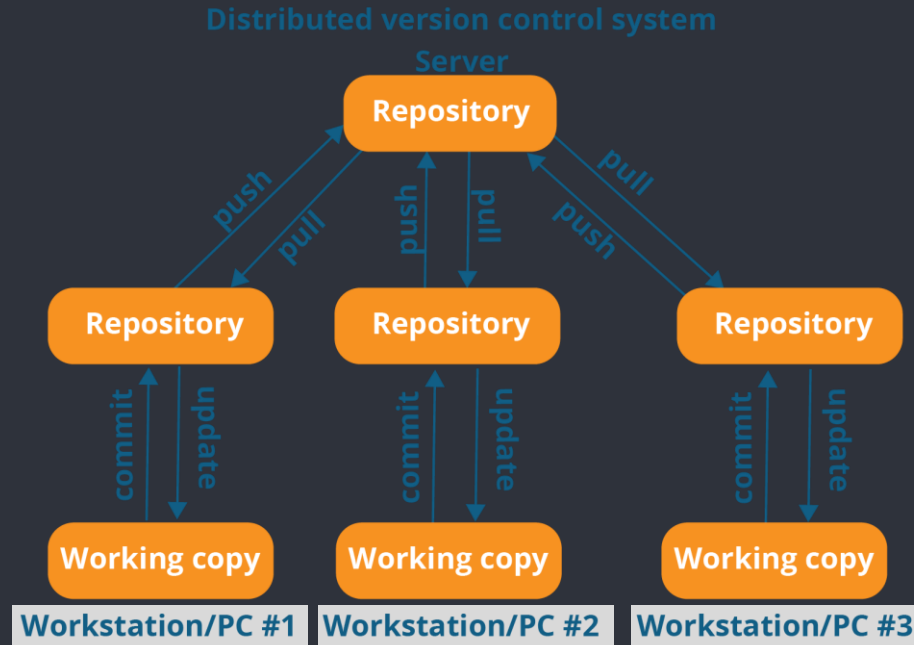 Distributed version control system
Server
Repository
push
pull
push
pull
push
pull
Repository
Repository
Repository
commit
update
commit
update
commit
update
Working copy
Working copy
Working copy
Workstation/PC #1
Workstation/PC #2
Workstation/PC #3